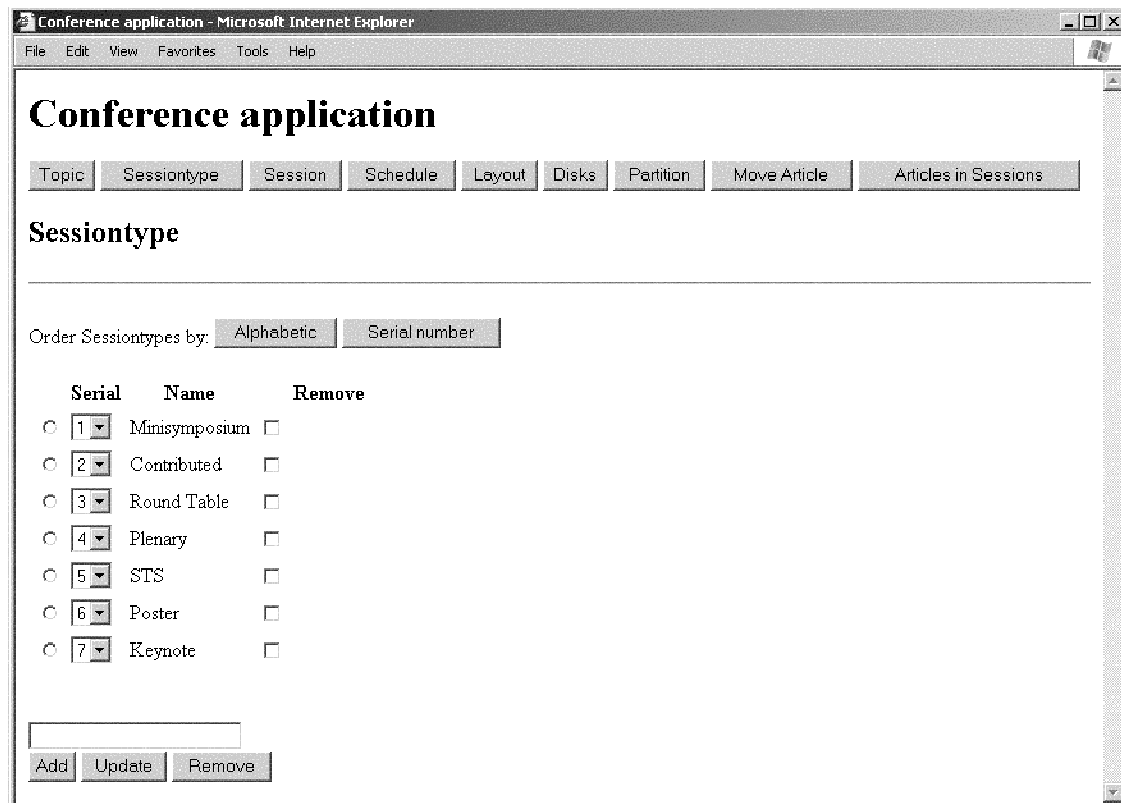 Conference application - Microsoft Internet Explorer
File Edit View Favorites Tools Help
Conference application
Topic Sessiontype Session Schedule Layout Disks Partition Move Article Articles in Sessions
Sessiontype
Order Sessiontypes by: Alphabetic Serial number
Serial Name Remove
1 Minisymposium
2 Contributed
3 Round Table
4 Plenary
5 STS
6 Poster
7 Keynote
Add Update Remove